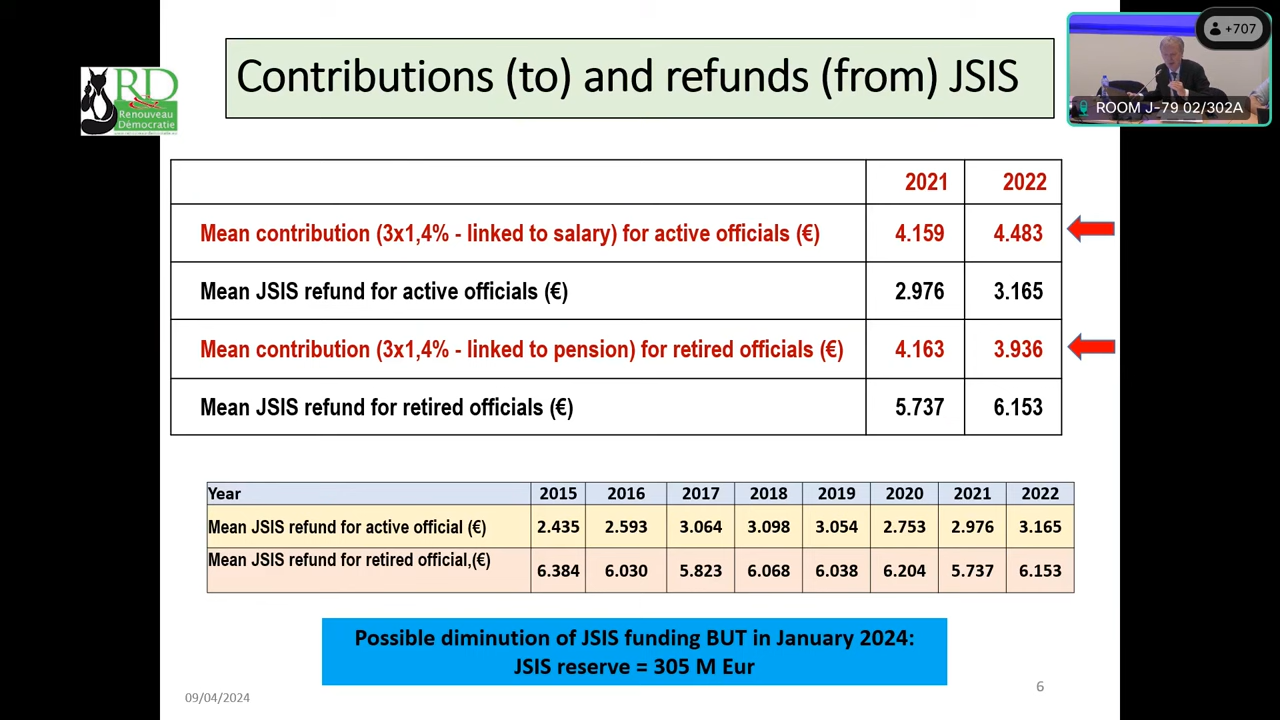 Contributions (to) and refunds (from) JSIS
+707
ROOM J-79 02/302A
RD
Renouveau
Démocratie
2021 2022
Mean contribution (3x1,4% - linked to salary) for active officials (€) 4.159 4.483
Mean JSIS refund for active officials (€) 2.976 3.165
Mean contribution (3x1,4% - linked to pension) for retired officials (€) 4.163 3.936
Mean JSIS refund for retired officials (€) 5.737 6.153
Year 2015 2016 2017 2018 2019 2020 2021 2022
Mean JSIS refund for active official (€) 2.435 2.593 3.064 3.098 3.054 2.753 2.976 3.165
Mean JSIS refund for retired official,(€) 6.384 6.030 5.823 6.068 6.038 6.204 5.737 6.153
Possible diminution of JSIS funding BUT in January 2024:
JSIS reserve = 305 M Eur
09/04/2024
6